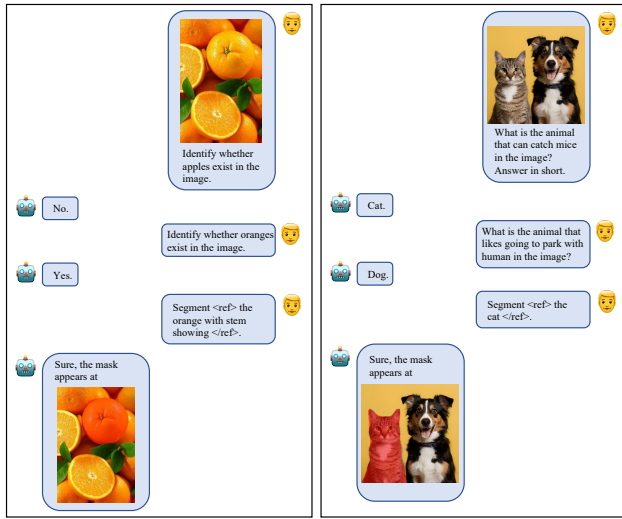 Identify whether
apples exist in the
image.
No.
Identify whether oranges
exist in the image.
Yes.
Segment <ref> the
orange with stem
showing </ref>.
Sure, the mask
appears at
What is the animal
that can catch mice
in the image?
Answer in short.
Cat.
What is the animal that
likes going to park with
human in the image?
Dog.
Segment <ref> the
cat </ref>.
Sure, the mask
appears at